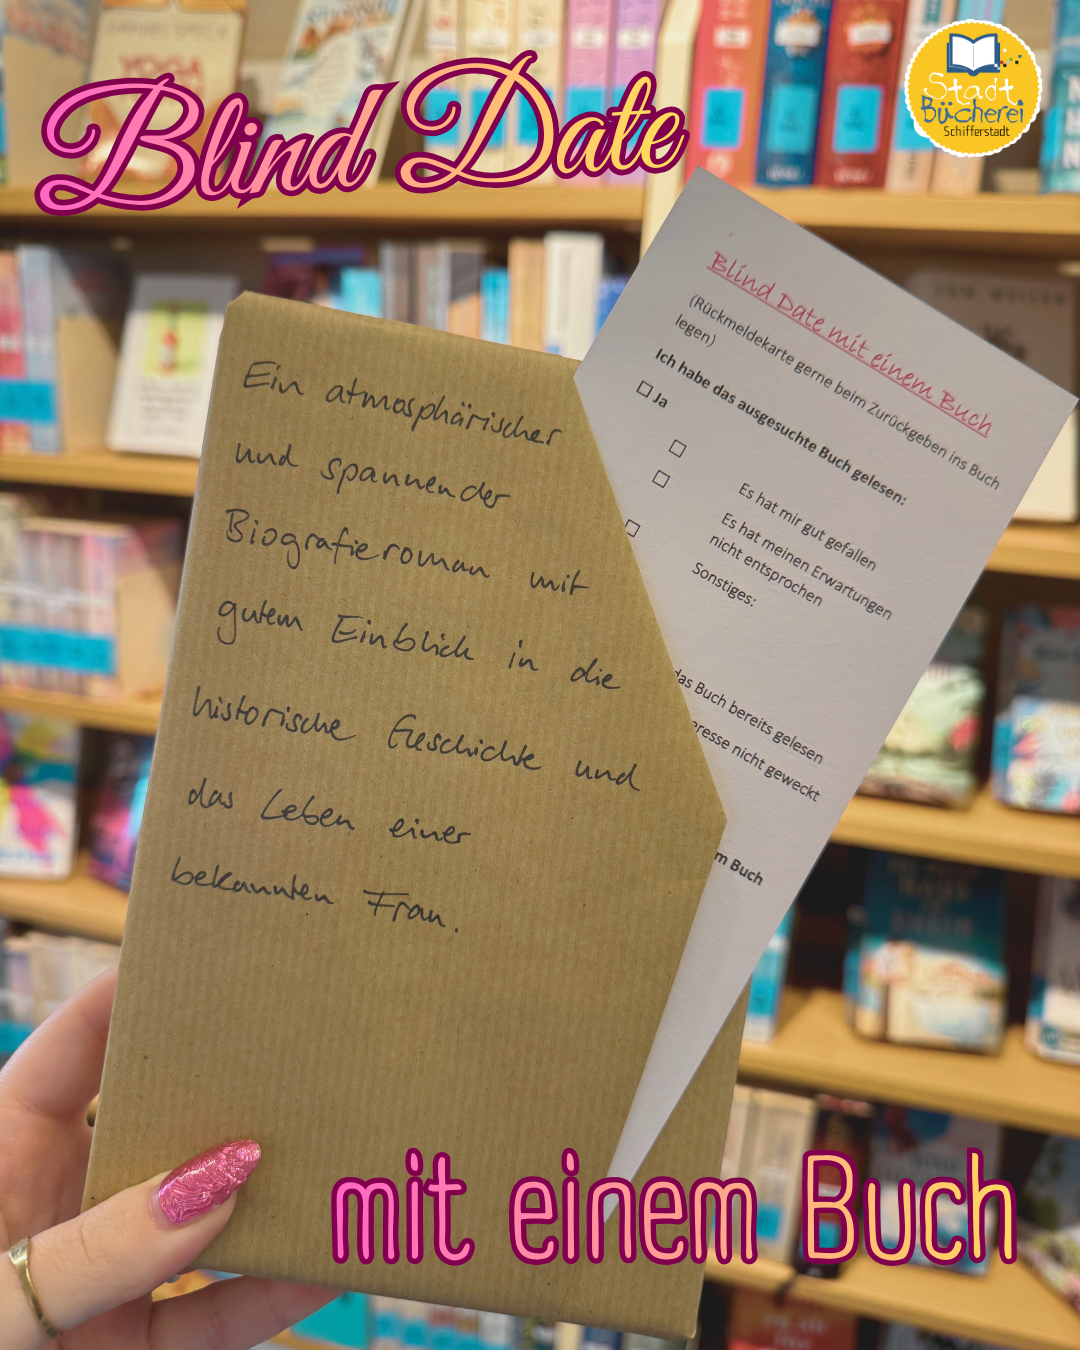 Blind Date
Stadt
Bücherei
Schifferstadt
YOGA
Blind Date mit einem Buch
(Rückmeldekarte gerne beim Zurückgeben ins Buch
legen)
Ich habe das ausgesuchte Buch gelesen:
☐ Ja
☐ Es hat mir gut gefallen
☐ Es hat meinen Erwartungen
nicht entsprochen
☐ Sonstiges:
das Buch bereits gelesen
eresse nicht geweckt
m Buch
Ein atmosphärischer
und spannender
Biografieroman mit
gutem Einblick in die
historische Geschichte und
das Leben einer
bekannten Frau.
mit einem Buch